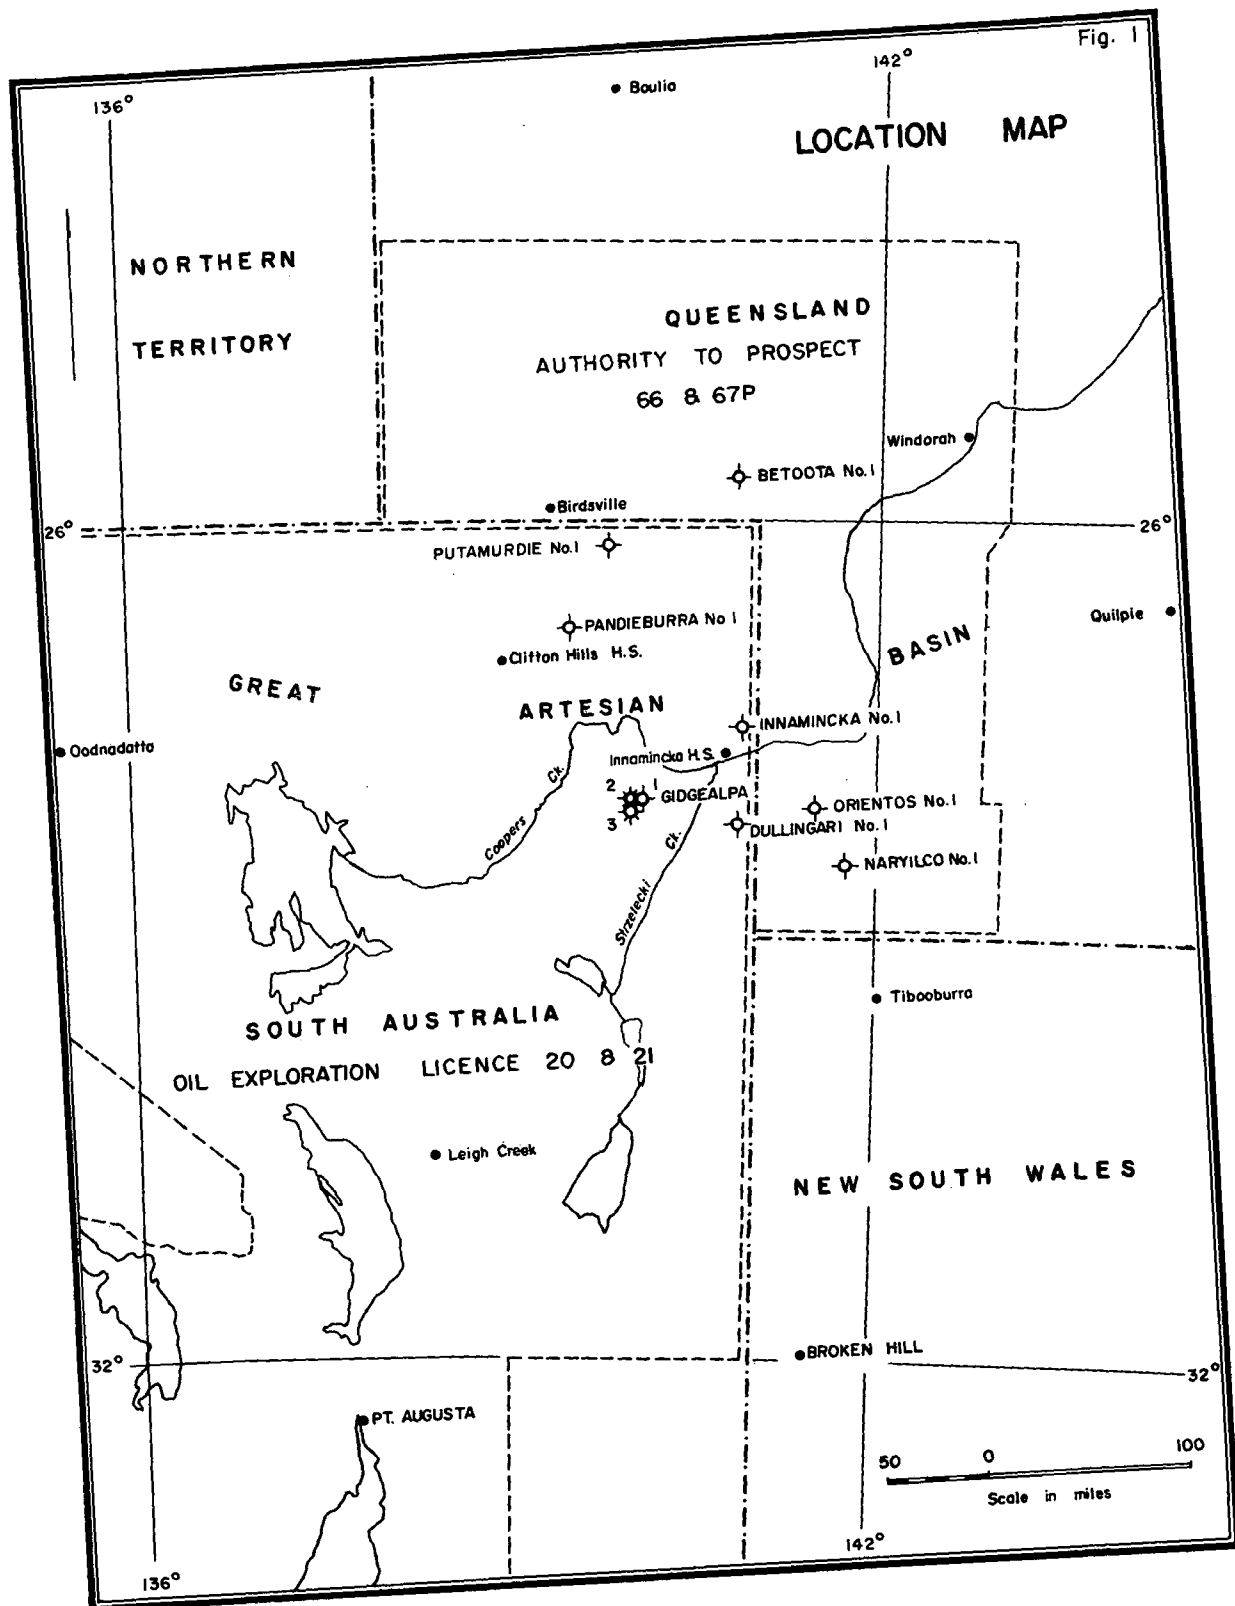 Fig. 1
136°
142°
Boulia
LOCATION MAP
NORTHERN
TERRITORY
QUEENSLAND
AUTHORITY TO PROSPECT
66 & 67P
Windorah
BETOOTA No.1
Birdsville
26°
26°
PUTAMURDIE No.1
PANDIEBURRA No 1
Clifton Hills H.S.
Quilpie
BASIN
GREAT
ARTESIAN
INNAMINCKA No.1
Oodnadatta
Innamincka H.S.
Coopers Ck.
2 1
GIDGEALPA
3
ORIENTOS No.1
DULLINGARI No.1
NARYILCO No.1
Strzelecki Ck.
Tibooburra
SOUTH AUSTRALIA
OIL EXPLORATION LICENCE 20 8 21
Leigh Creek
NEW SOUTH WALES
BROKEN HILL
32°
32°
PT. AUGUSTA
50 0 100
Scale in miles
142°
136°